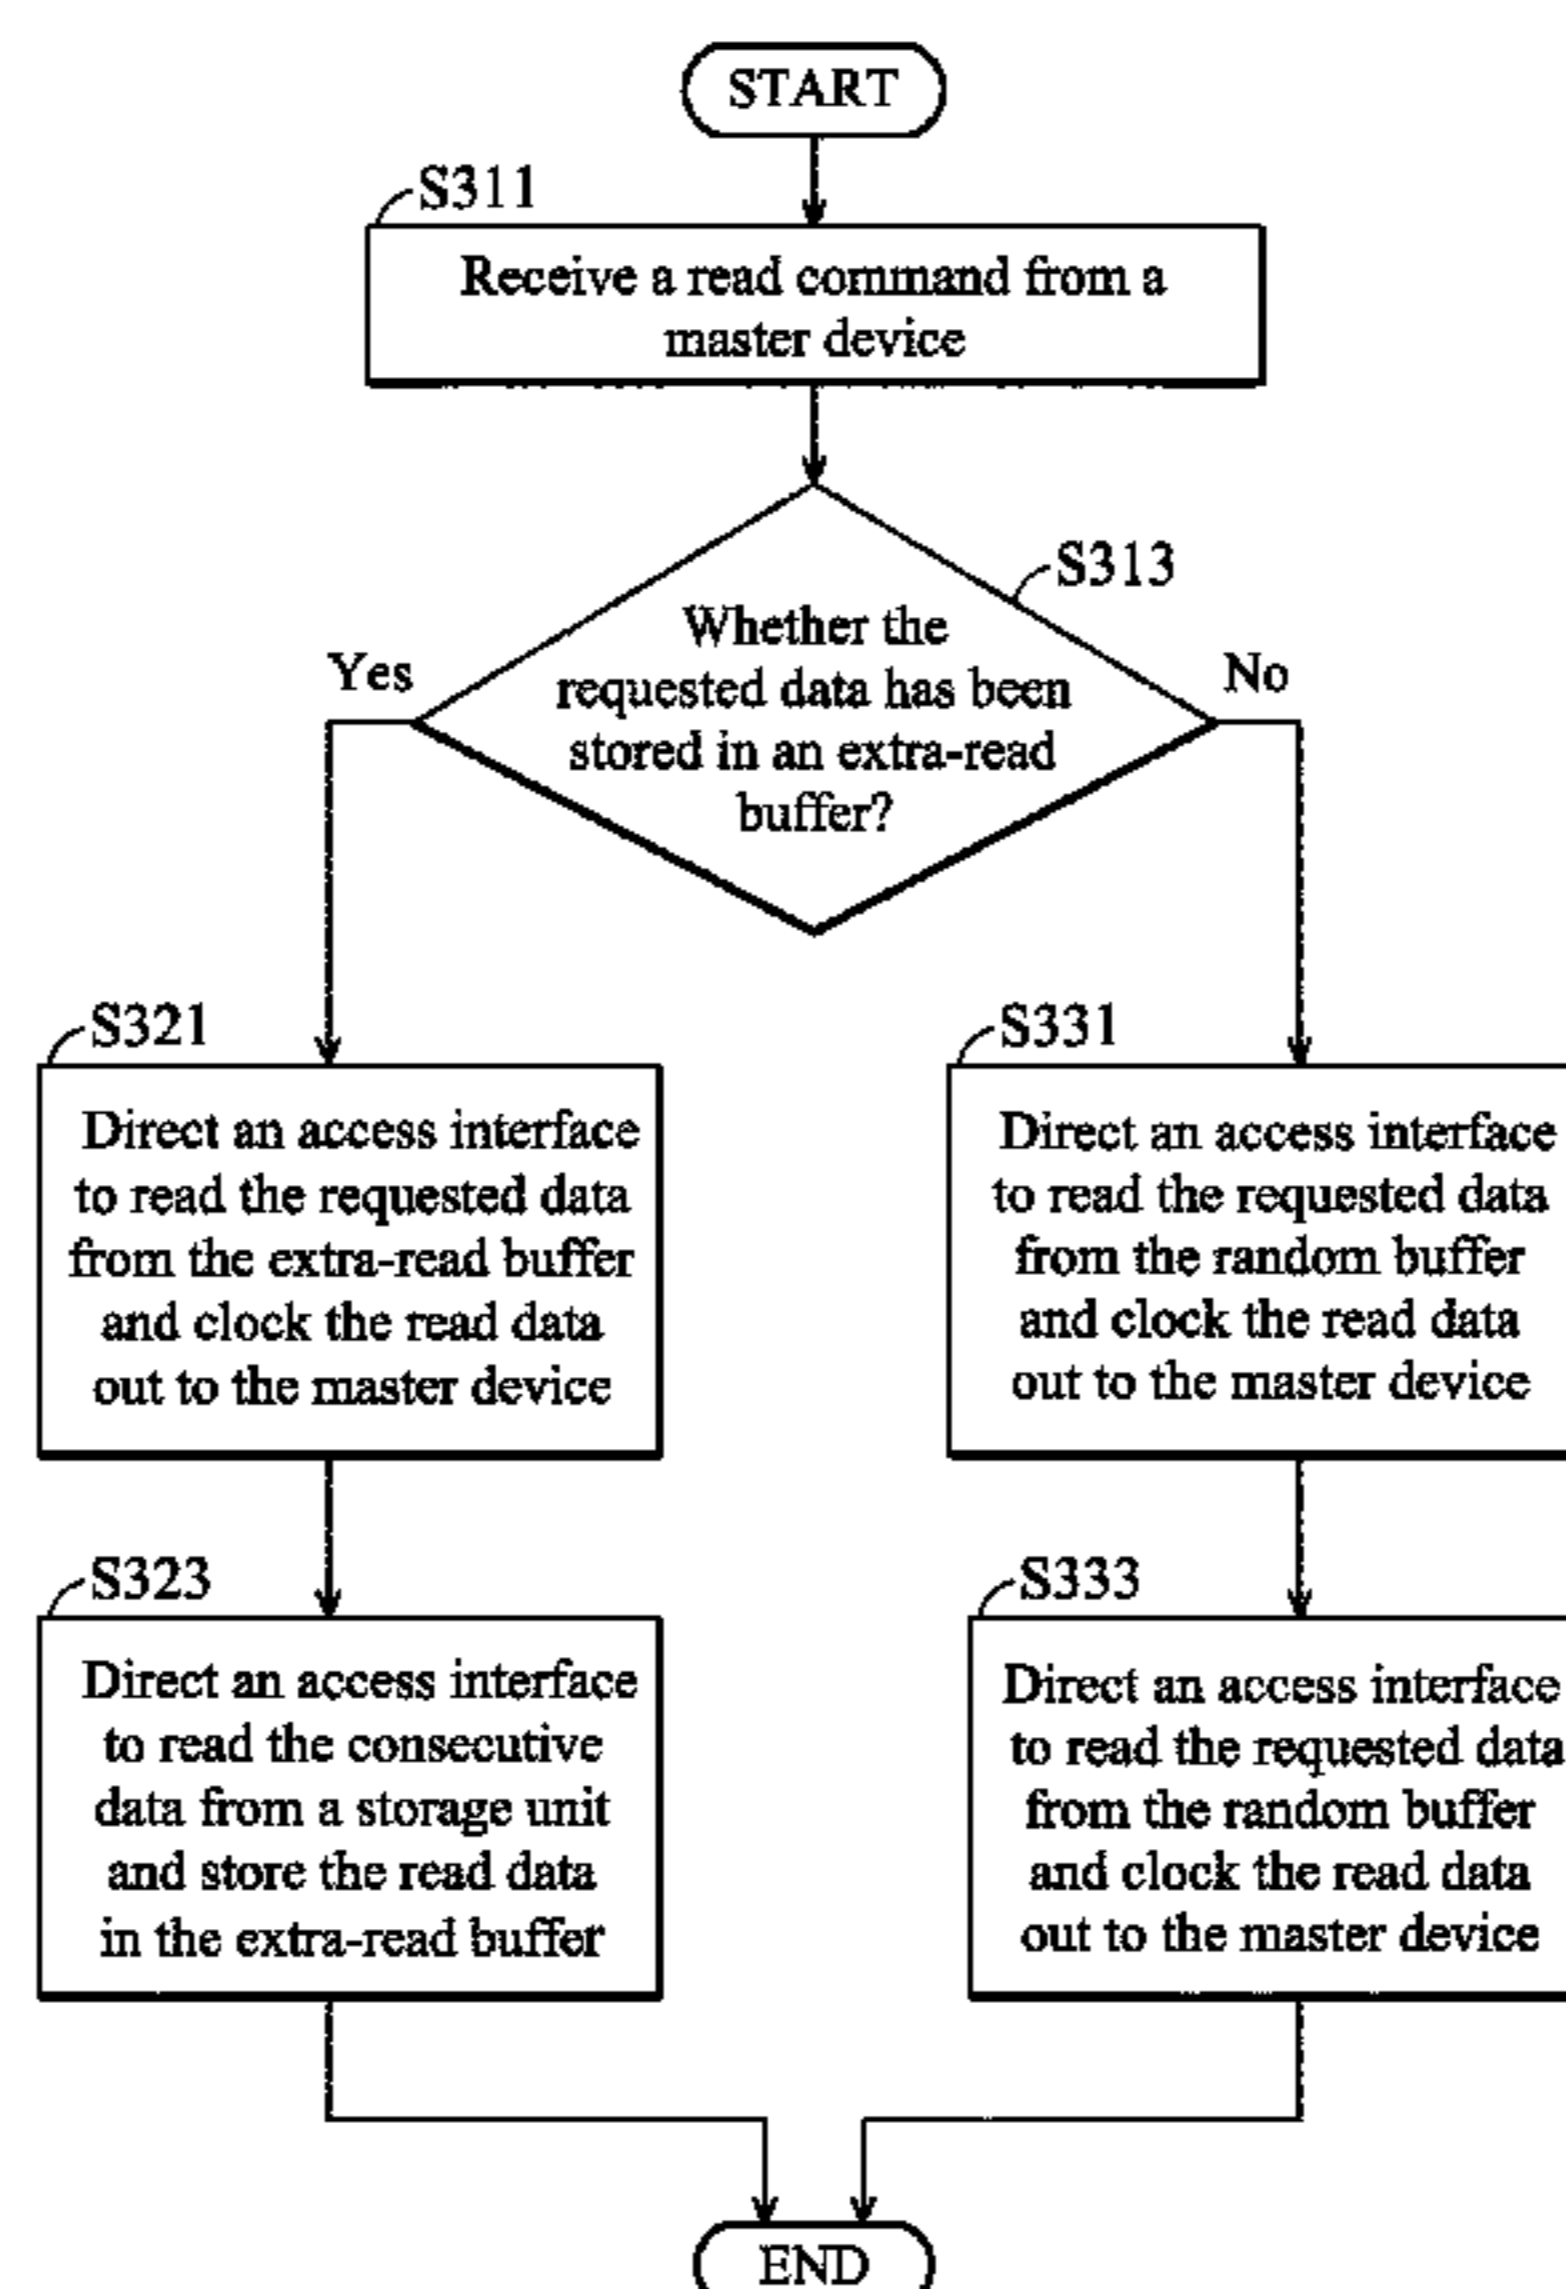 START
S311
Receive a read command from a
master device
S313
Whether the
requested data has been
stored in an extra-read
buffer?
Yes
No
S321
Direct an access interface
to read the requested data
from the extra-read buffer
and clock the read data
out to the master device
S331
Direct an access interface
to read the requested data
from the random buffer
and clock the read data
out to the master device
S323
Direct an access interface
to read the consecutive
data from a storage unit
and store the read data
in the extra-read buffer
S333
Direct an access interface
to read the requested data
from the random buffer
and clock the read data
out to the master device
END